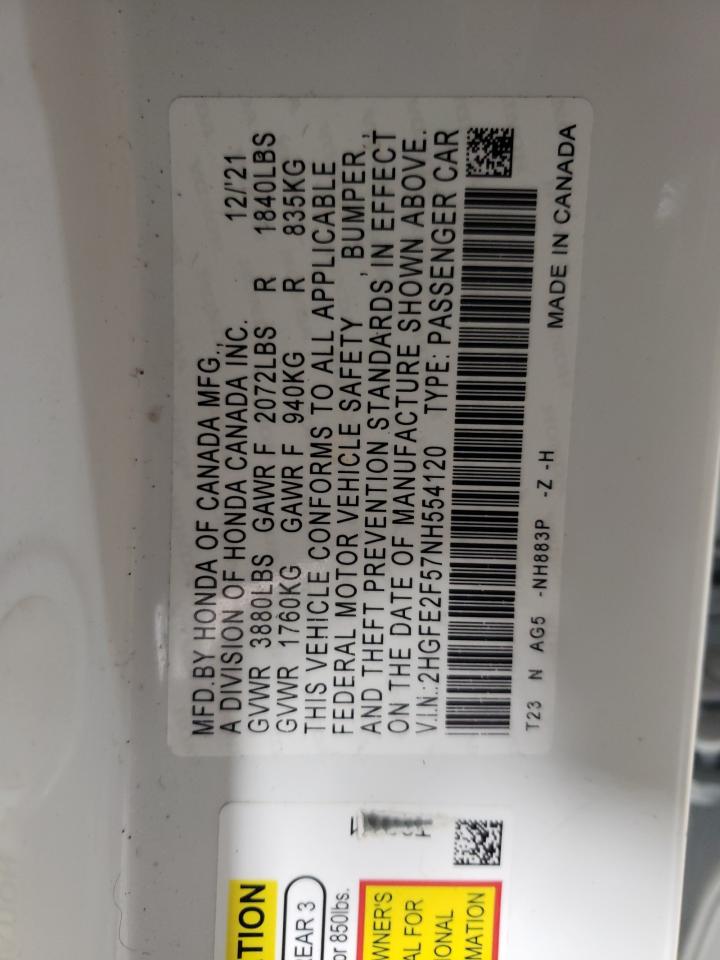 MFD.BY HONDA OF CANADA MFG.,
A DIVISION OF HONDA CANADA INC. 12/'21
GVWR 3880LBS GAWR F 2072LBS R 1840LBS
GVWR 1760KG GAWR F 940KG R 835KG
THIS VEHICLE CONFORMS TO ALL APPLICABLE
FEDERAL MOTOR VEHICLE SAFETY , BUMPER ,
AND THEFT PREVENTION STANDARDS IN EFFECT
ON THE DATE OF MANUFACTURE SHOWN ABOVE.
V.I.N.:2HGFE2F57NH554120 TYPE: PASSENGER CAR
T23 N AG5 -NH883P -Z -H
MADE IN CANADA
TION
REAR 3
or 850lbs.
WNER'S
AL FOR
IONAL
MATION